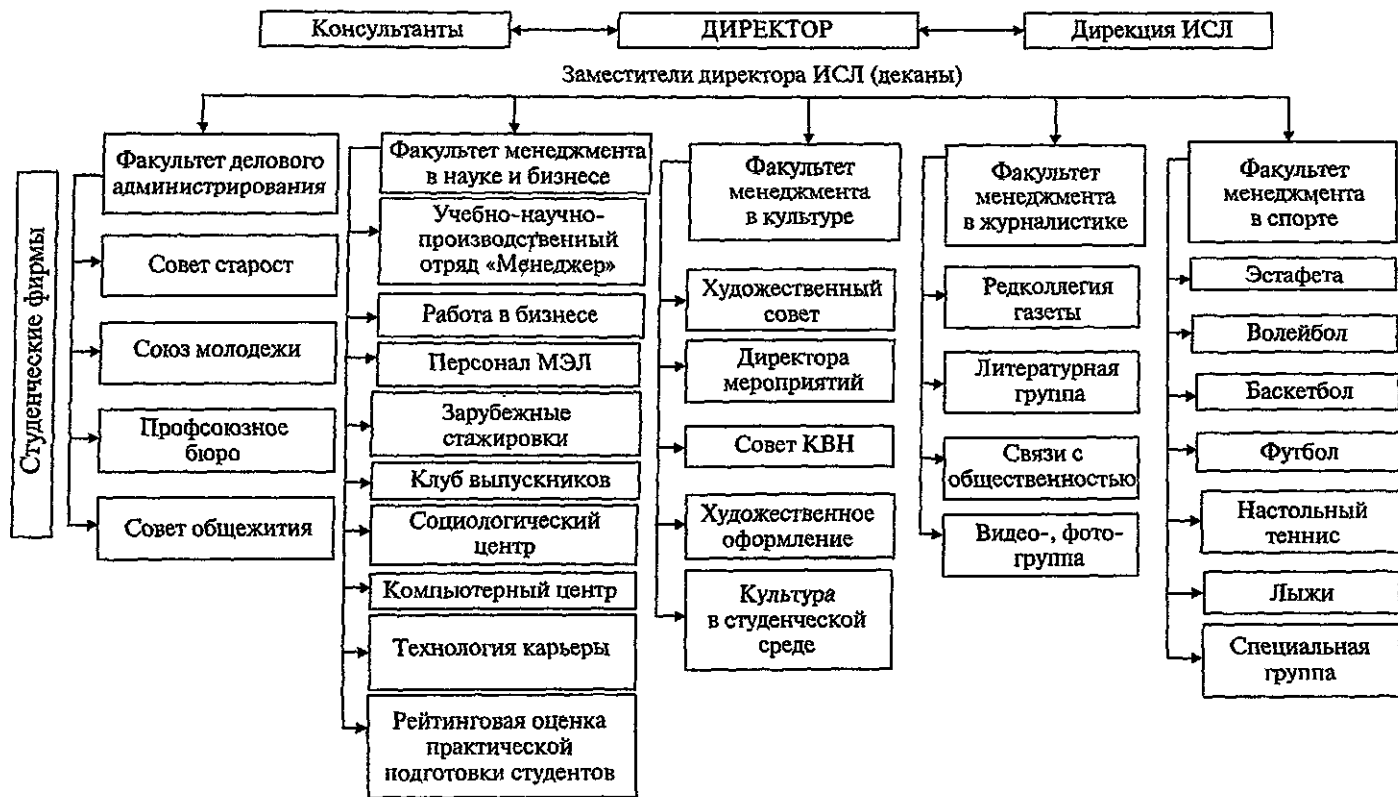 Консультанты
ДИРЕКТОР
Дирекция ИСЛ
Заместители директора ИСЛ (деканы)
Студенческие фирмы
Факультет делового
администрирования
Совет старост
Союз молодежи
Профсоюзное
бюро
Совет общежития
Факультет менеджмента
в науке и бизнесе
Учебно-научно-
производственный
отряд «Менеджер»
Работа в бизнесе
Персонал МЭЛ
Зарубежные
стажировки
Клуб выпускников
Социологический
центр
Компьютерный центр
Технология карьеры
Рейтинговая оценка
практической
подготовки студентов
Факультет
менеджмента
в культуре
Художественный
совет
Директора
мероприятий
Совет КВН
Художественное
оформление
Культура
в студенческой
среде
Факультет
менеджмента
в журналистике
Редколлегия
газеты
Литературная
группа
Связи с
общественностью
Видео-, фото-
группа
Факультет
менеджмента
в спорте
Эстафета
Волейбол
Баскетбол
Футбол
Настольный
теннис
Лыжи
Специальная
группа